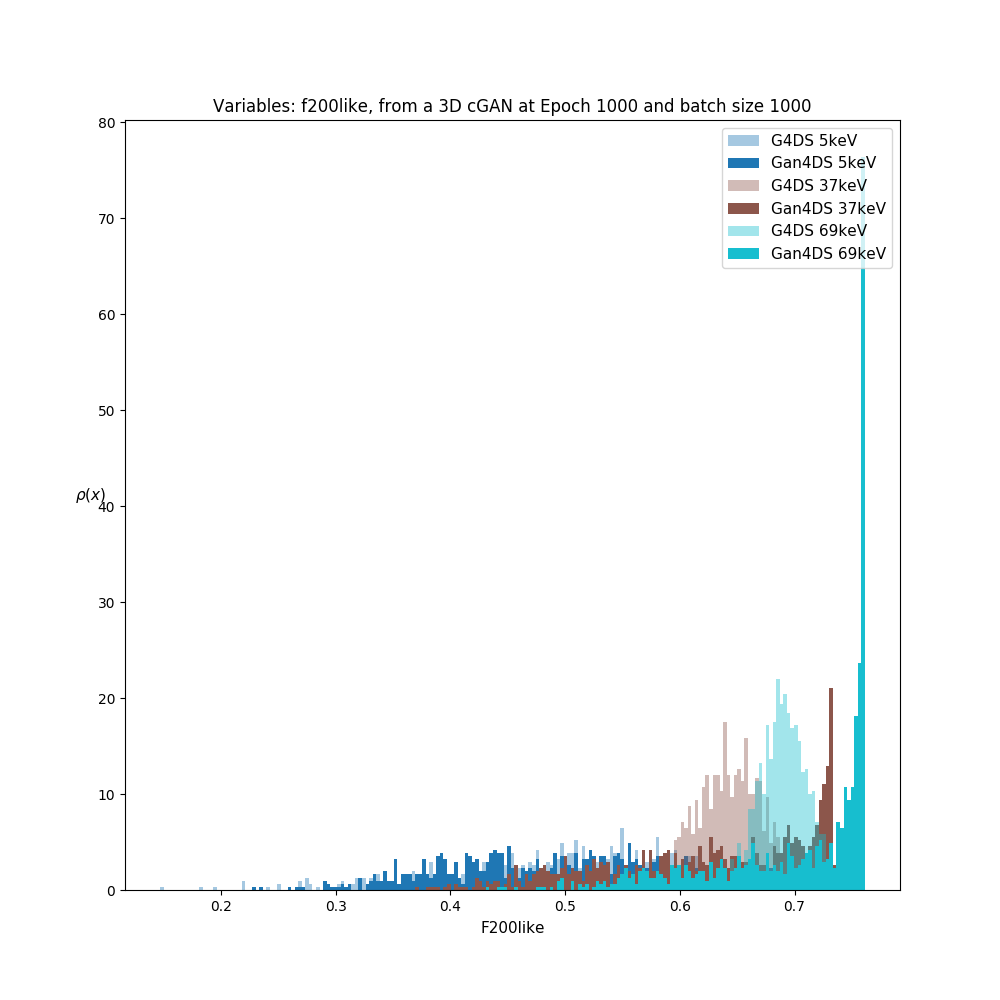 Variables: f200like, from a 3D cGAN at Epoch 1000 and batch size 1000
80
70
60
50
40
30
20
10
0
ρ(x)
G4DS 5keV
Gan4DS 5keV
G4DS 37keV
Gan4DS 37keV
G4DS 69keV
Gan4DS 69keV
0.2 0.3 0.4 0.5 0.6 0.7
F200like